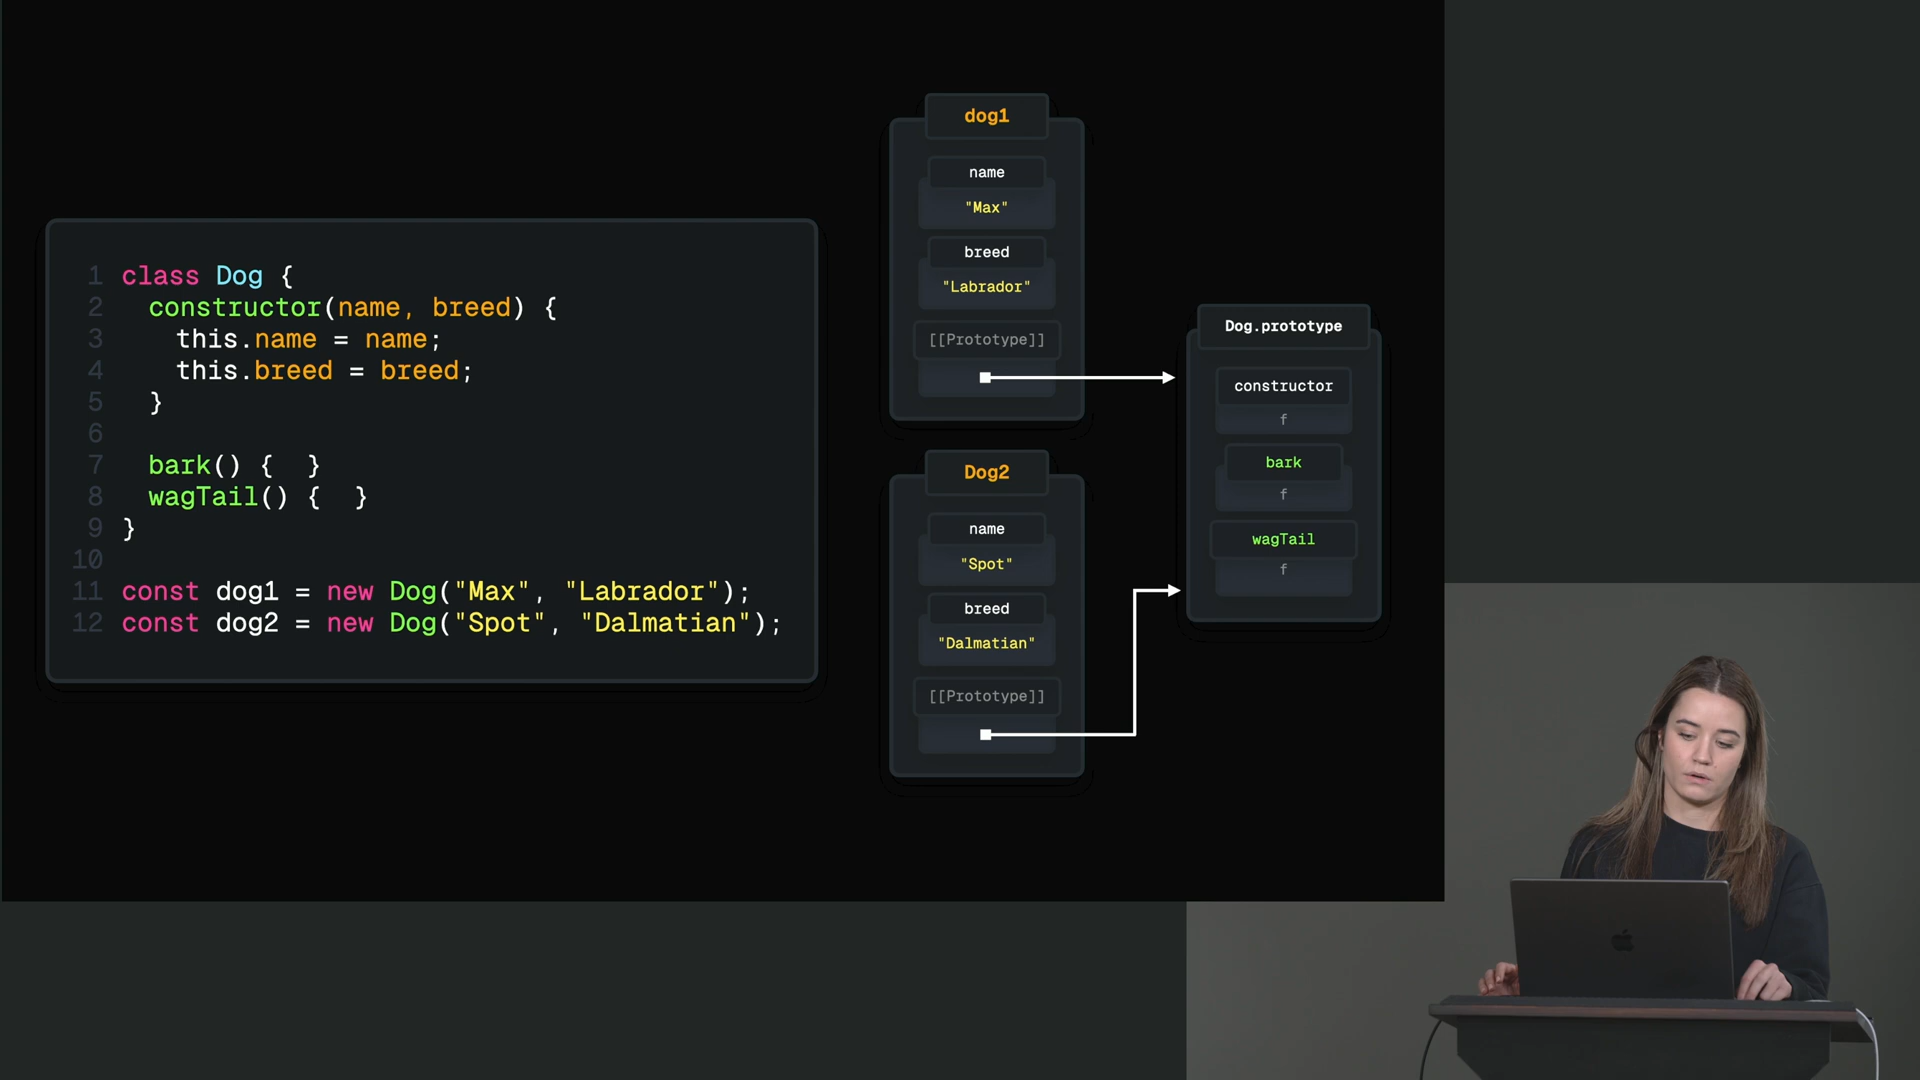 1 class Dog {
2 constructor(name, breed) {
3 this.name = name;
4 this.breed = breed;
5 }
6
7 bark() {  }
8 wagTail() {  }
9 }
10
11 const dog1 = new Dog("Max", "Labrador");
12 const dog2 = new Dog("Spot", "Dalmatian");
dog1
name
"Max"
breed
"Labrador"
[[Prototype]]
Dog2
name
"Spot"
breed
"Dalmatian"
[[Prototype]]
Dog.prototype
constructor
f
bark
f
wagTail
f